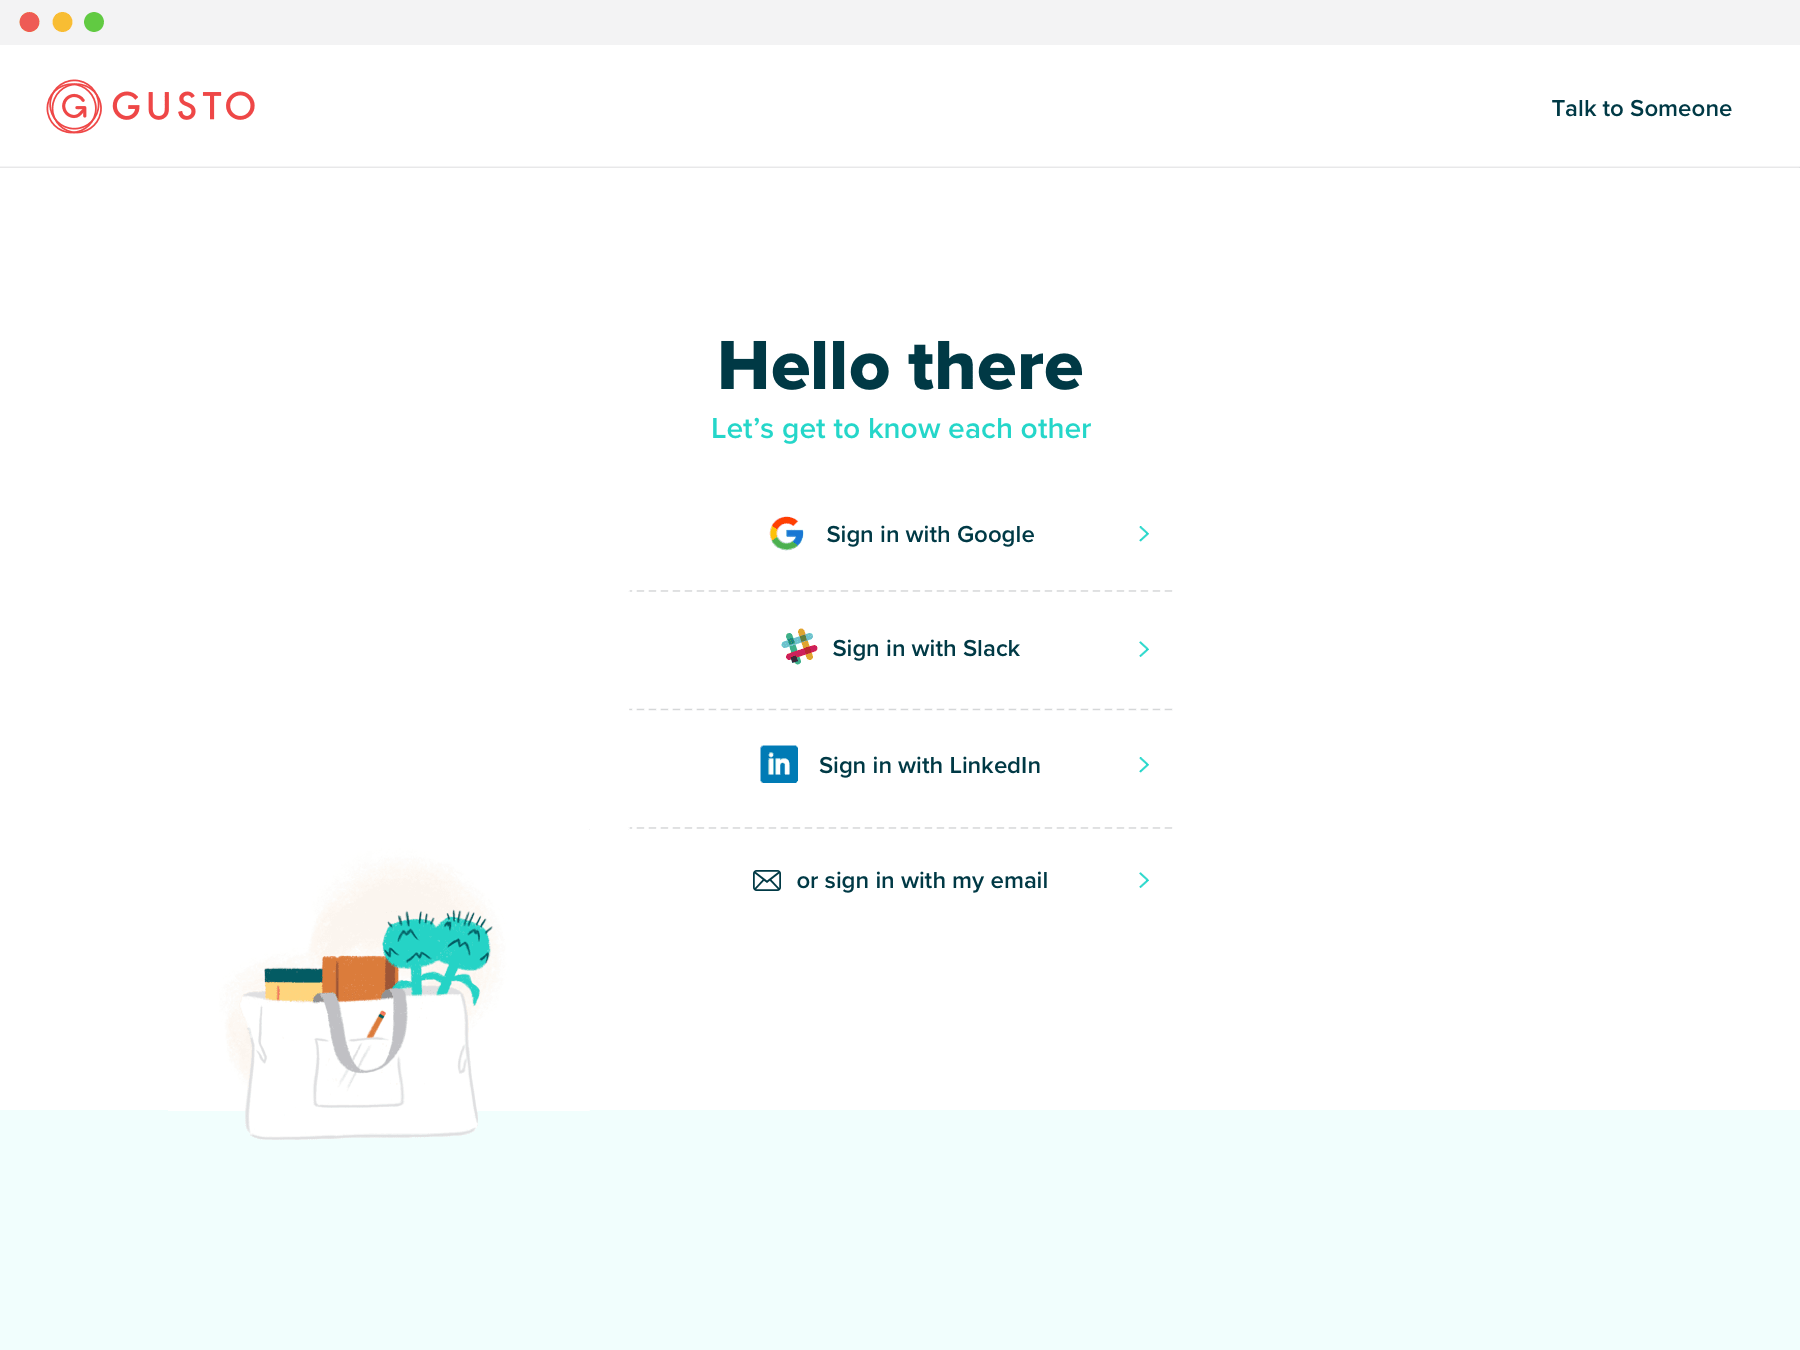 GUSTO
Talk to Someone
Hello there
Let's get to know each other
Sign in with Google
Sign in with Slack
in
Sign in with LinkedIn
or sign in with my email